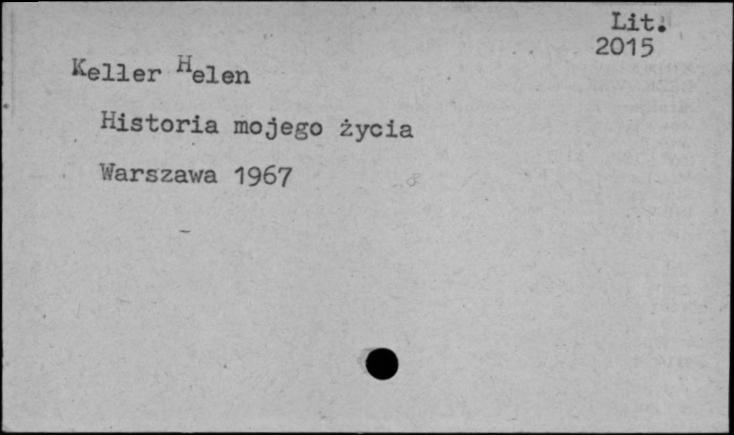 Lit.
2015
Keller Helen
Historia mojego życia
Warszawa 1967